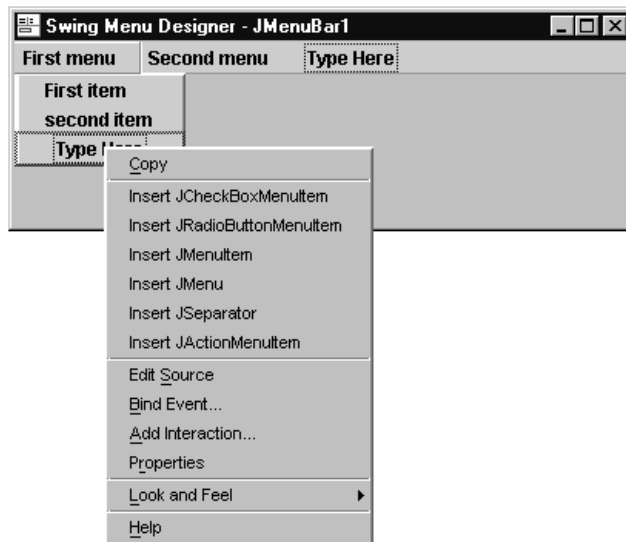 Swing Menu Designer - JMenuBar1
First menu Second menu Type Here
First item
second item
Type
Copy
Insert JCheckBoxMenuItem
Insert JRadioButtonMenuItem
Insert JMenuItem
Insert JMenu
Insert JSeparator
Insert JActionMenuItem
Edit Source
Bind Event...
Add Interaction...
Properties
Look and Feel
Help